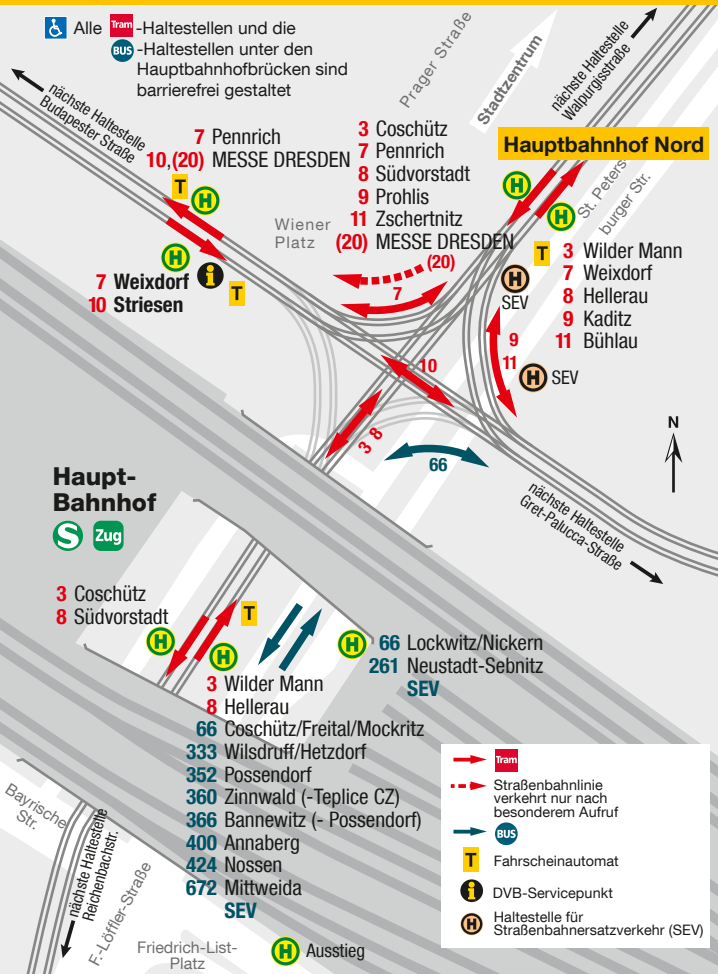 Alle Tram -Haltestellen und die
BUS -Haltestellen unter den
Hauptbahnhofbrücken sind
barrierefrei gestaltet
nächste Haltestelle
Budapester Straße
Prager Straße
Stadtzentrum
nächste Haltestelle
Walpurgisstraße
Hauptbahnhof Nord
St. Peters-
burger Str.
7 Pennrich
10,(20) MESSE DRESDEN
T
H
H
7 Weixdorf
10 Striesen
i
T
Wiener
Platz
3 Coschütz
7 Pennrich
8 Südvorstadt
9 Prohlis
11 Zschertnitz
(20) MESSE DRESDEN
H
H
T
3 Wilder Mann
7 Weixdorf
8 Hellerau
9 Kaditz
11 Bühlau
H
SEV
H SEV
(20)
7
9
11
10
3 8
66
N
nächste Haltestelle
Gret-Palucca-Straße
Haupt-
Bahnhof
S Zug
3 Coschütz
8 Südvorstadt
H
T
H
3 Wilder Mann
8 Hellerau
66 Coschütz/Freital/Mockritz
333 Wilsdruff/Hetzdorf
352 Possendorf
360 Zinnwald (-Teplice CZ)
366 Bannewitz (- Possendorf)
400 Annaberg
424 Nossen
672 Mittweida
SEV
H
66 Lockwitz/Nickern
261 Neustadt-Sebnitz
SEV
Bayrische
Str.
nächste Haltestelle
Reichenbachstr.
F.-Löffler-Straße
Friedrich-List-
Platz
H Ausstieg
Tram
Straßenbahnlinie
verkehrt nur nach
besonderem Aufruf
BUS
T Fahrscheinautomat
i DVB-Servicepunkt
H Haltestelle für
Straßenbahnersatzverkehr (SEV)